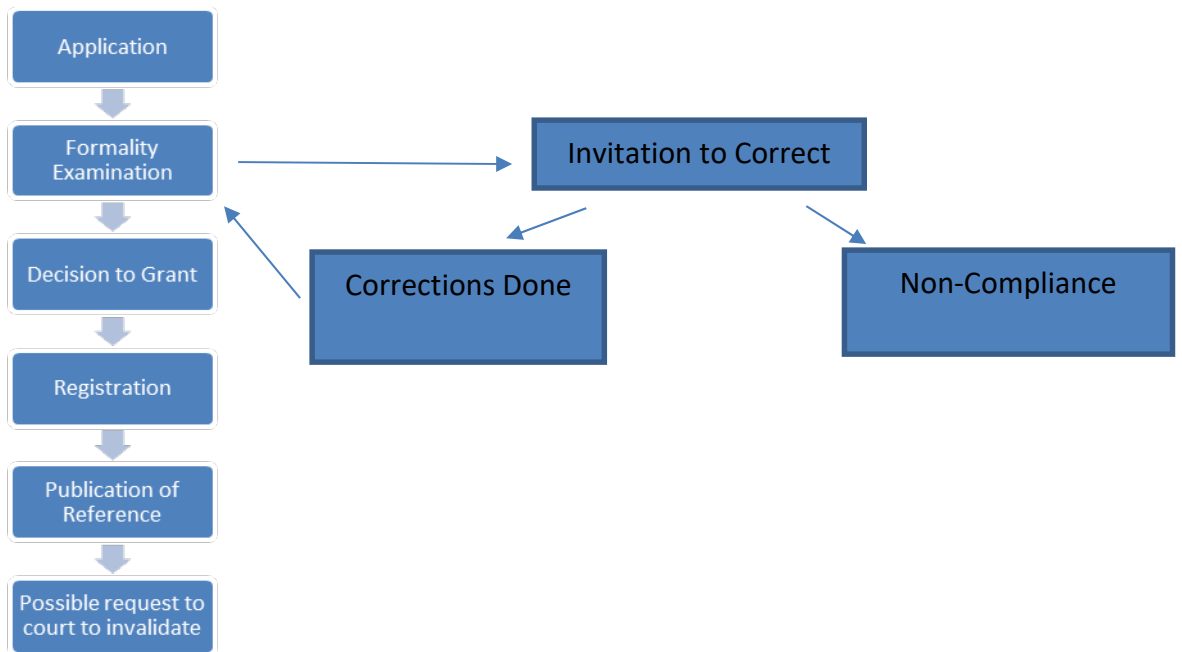 Application
Formality
Examination
Invitation to Correct
Decision to Grant
Corrections Done
Non-Compliance
Registration
Publication of
Reference
Possible request to
court to invalidate